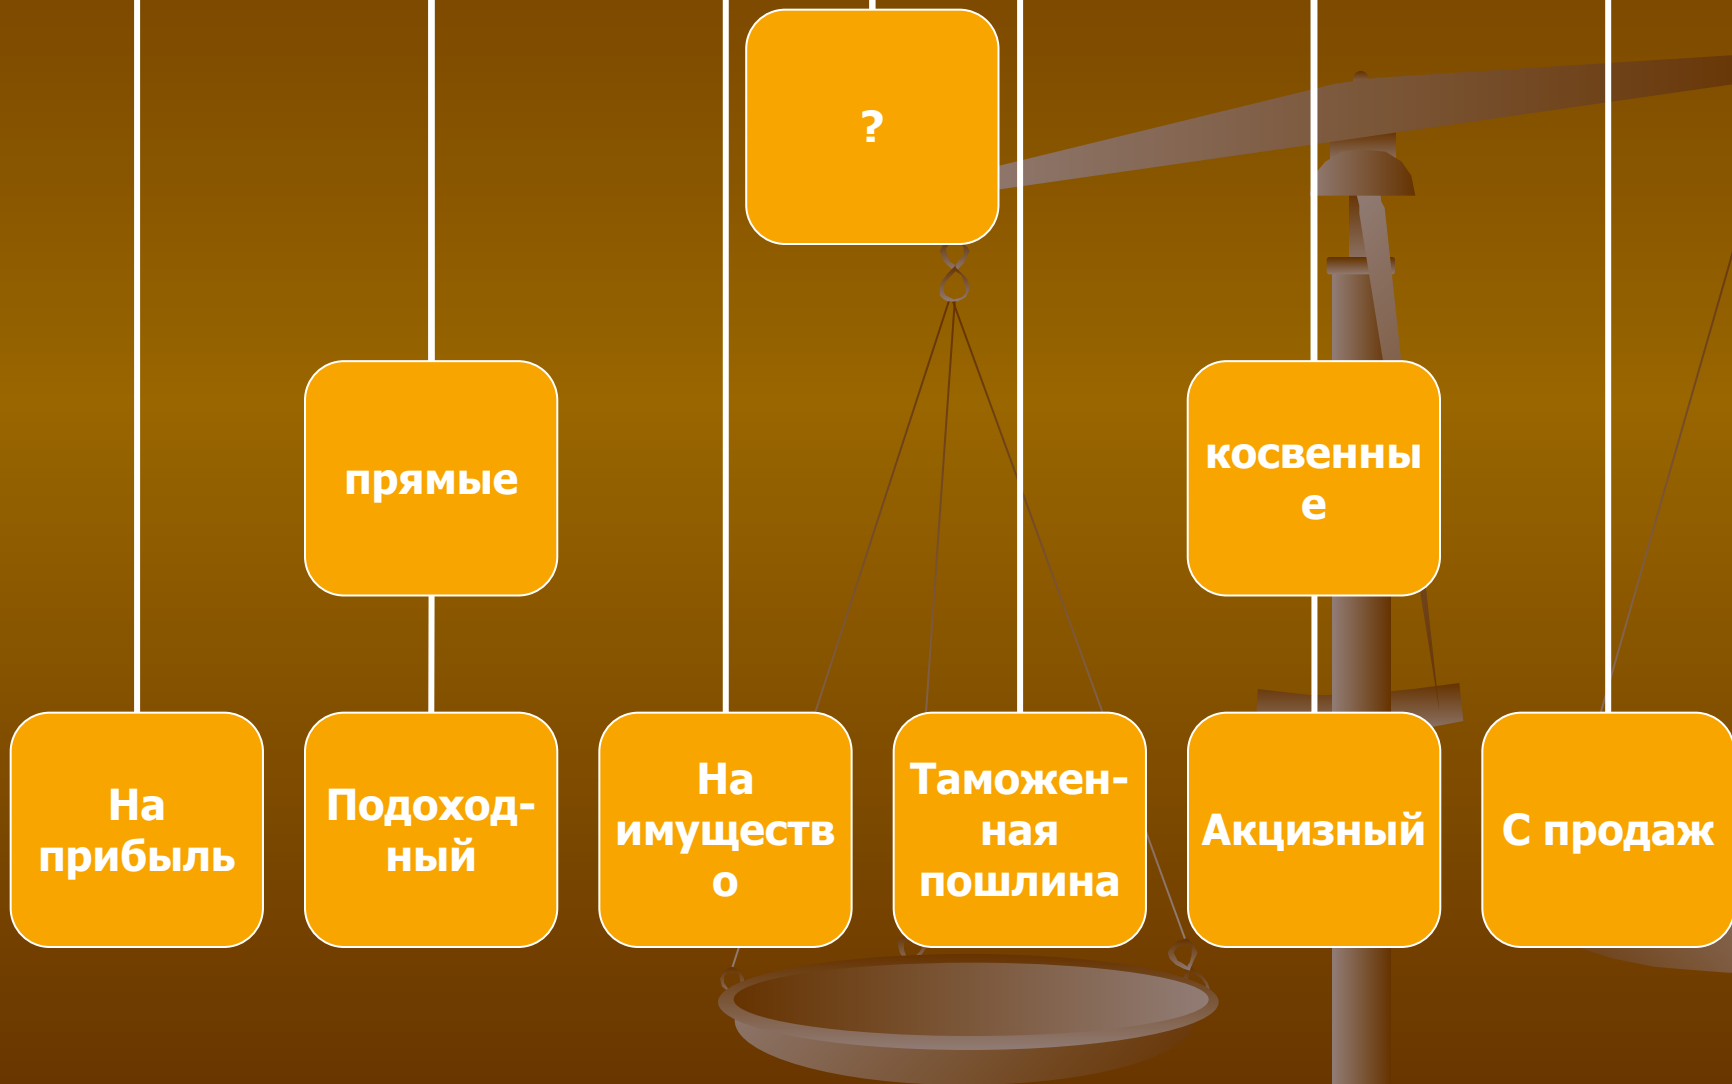 ?
прямые
косвенны
е
На
прибыль
Подоход-
ный
На
имуществ
о
Таможен-
ная
пошлина
Акцизный
С продаж